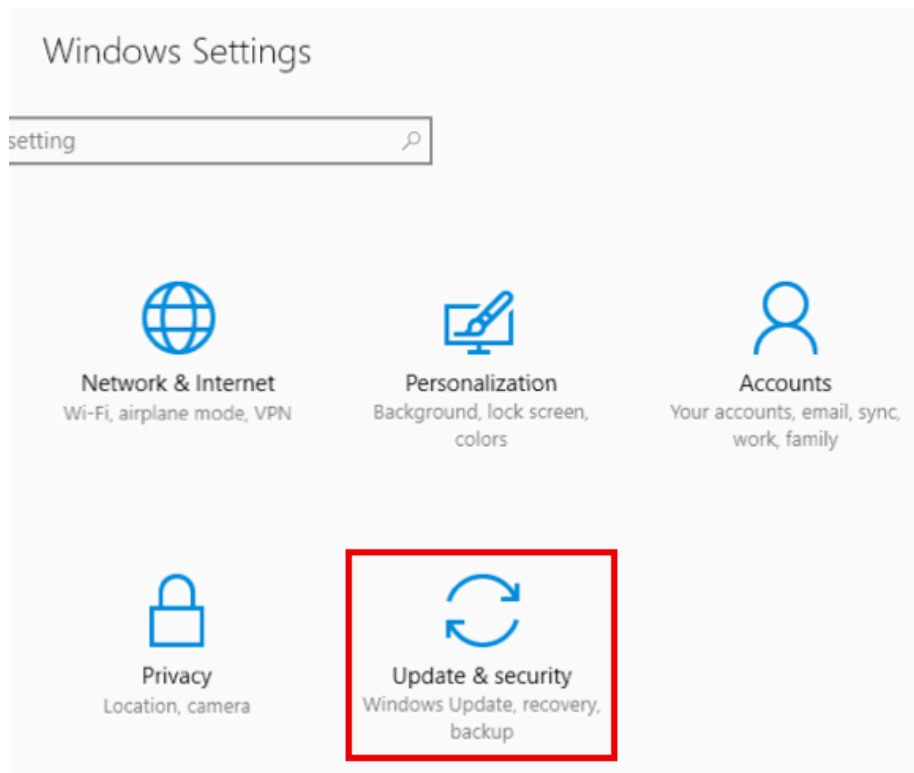 Windows Settings
setting
Network & Internet
Wi-Fi, airplane mode, VPN
Personalization
Background, lock screen,
colors
Accounts
Your accounts, email, sync,
work, family
Privacy
Location, camera
Update & security
Windows Update, recovery,
backup